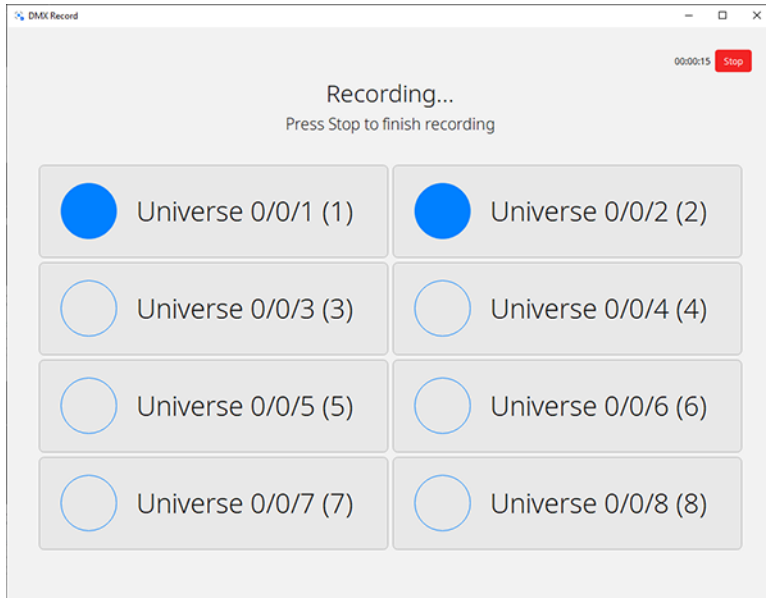 DMX Record
00:00:15 Stop
Recording...
Press Stop to finish recording
Universe 0/0/1 (1)
Universe 0/0/2 (2)
Universe 0/0/3 (3)
Universe 0/0/4 (4)
Universe 0/0/5 (5)
Universe 0/0/6 (6)
Universe 0/0/7 (7)
Universe 0/0/8 (8)